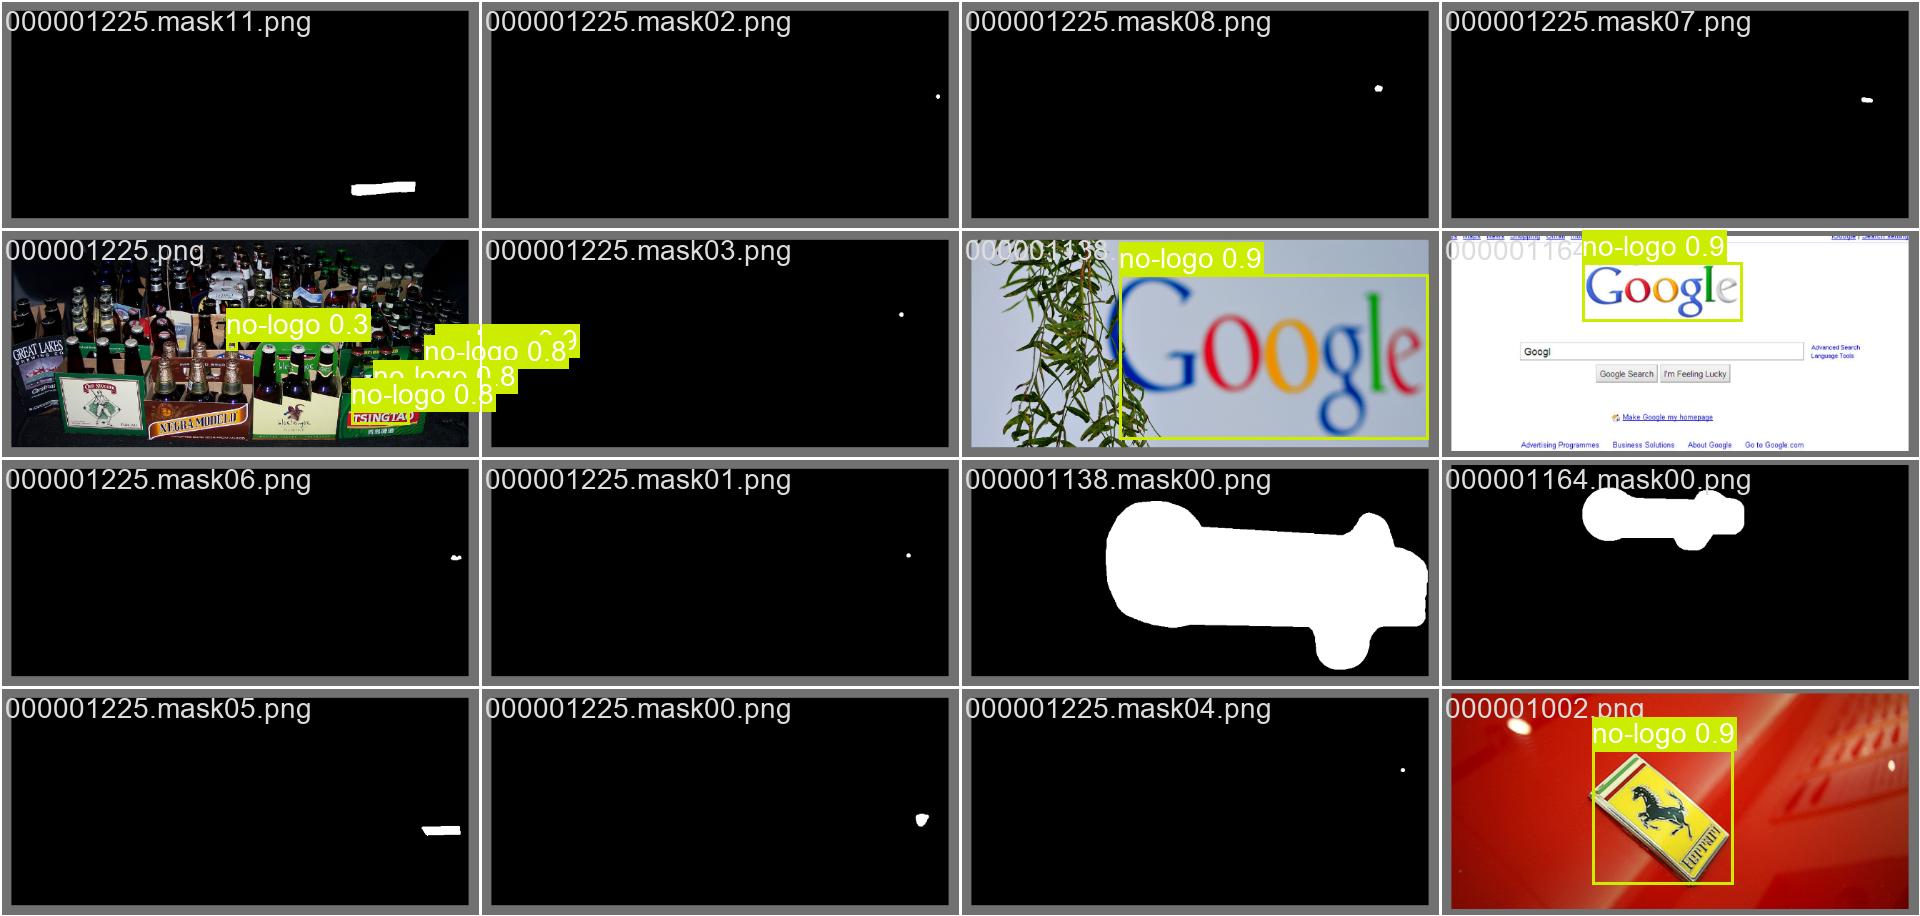 000001225.mask11.png
000001225.mask02.png
000001225.mask08.png
000001225.mask07.png
000001225.png
no-logo 0.3
no-logo 0.8
no-logo 0.8
no-logo 0.8
GREAT LAKES
NEGRA MODELO
TSINGTAO
000001225.mask03.png
000001138.
no-logo 0.9
Google
000001164
no-logo 0.9
Google
Googl
Advanced Search
Language Tools
Google Search
I'm Feeling Lucky
Make Google my homepage
Advertising Programmes
Business Solutions
About Google
Go to Google.com
000001225.mask06.png
000001225.mask01.png
000001138.mask00.png
000001164.mask00.png
000001225.mask05.png
000001225.mask00.png
000001225.mask04.png
000001002.png
no-logo 0.9
Ferrari